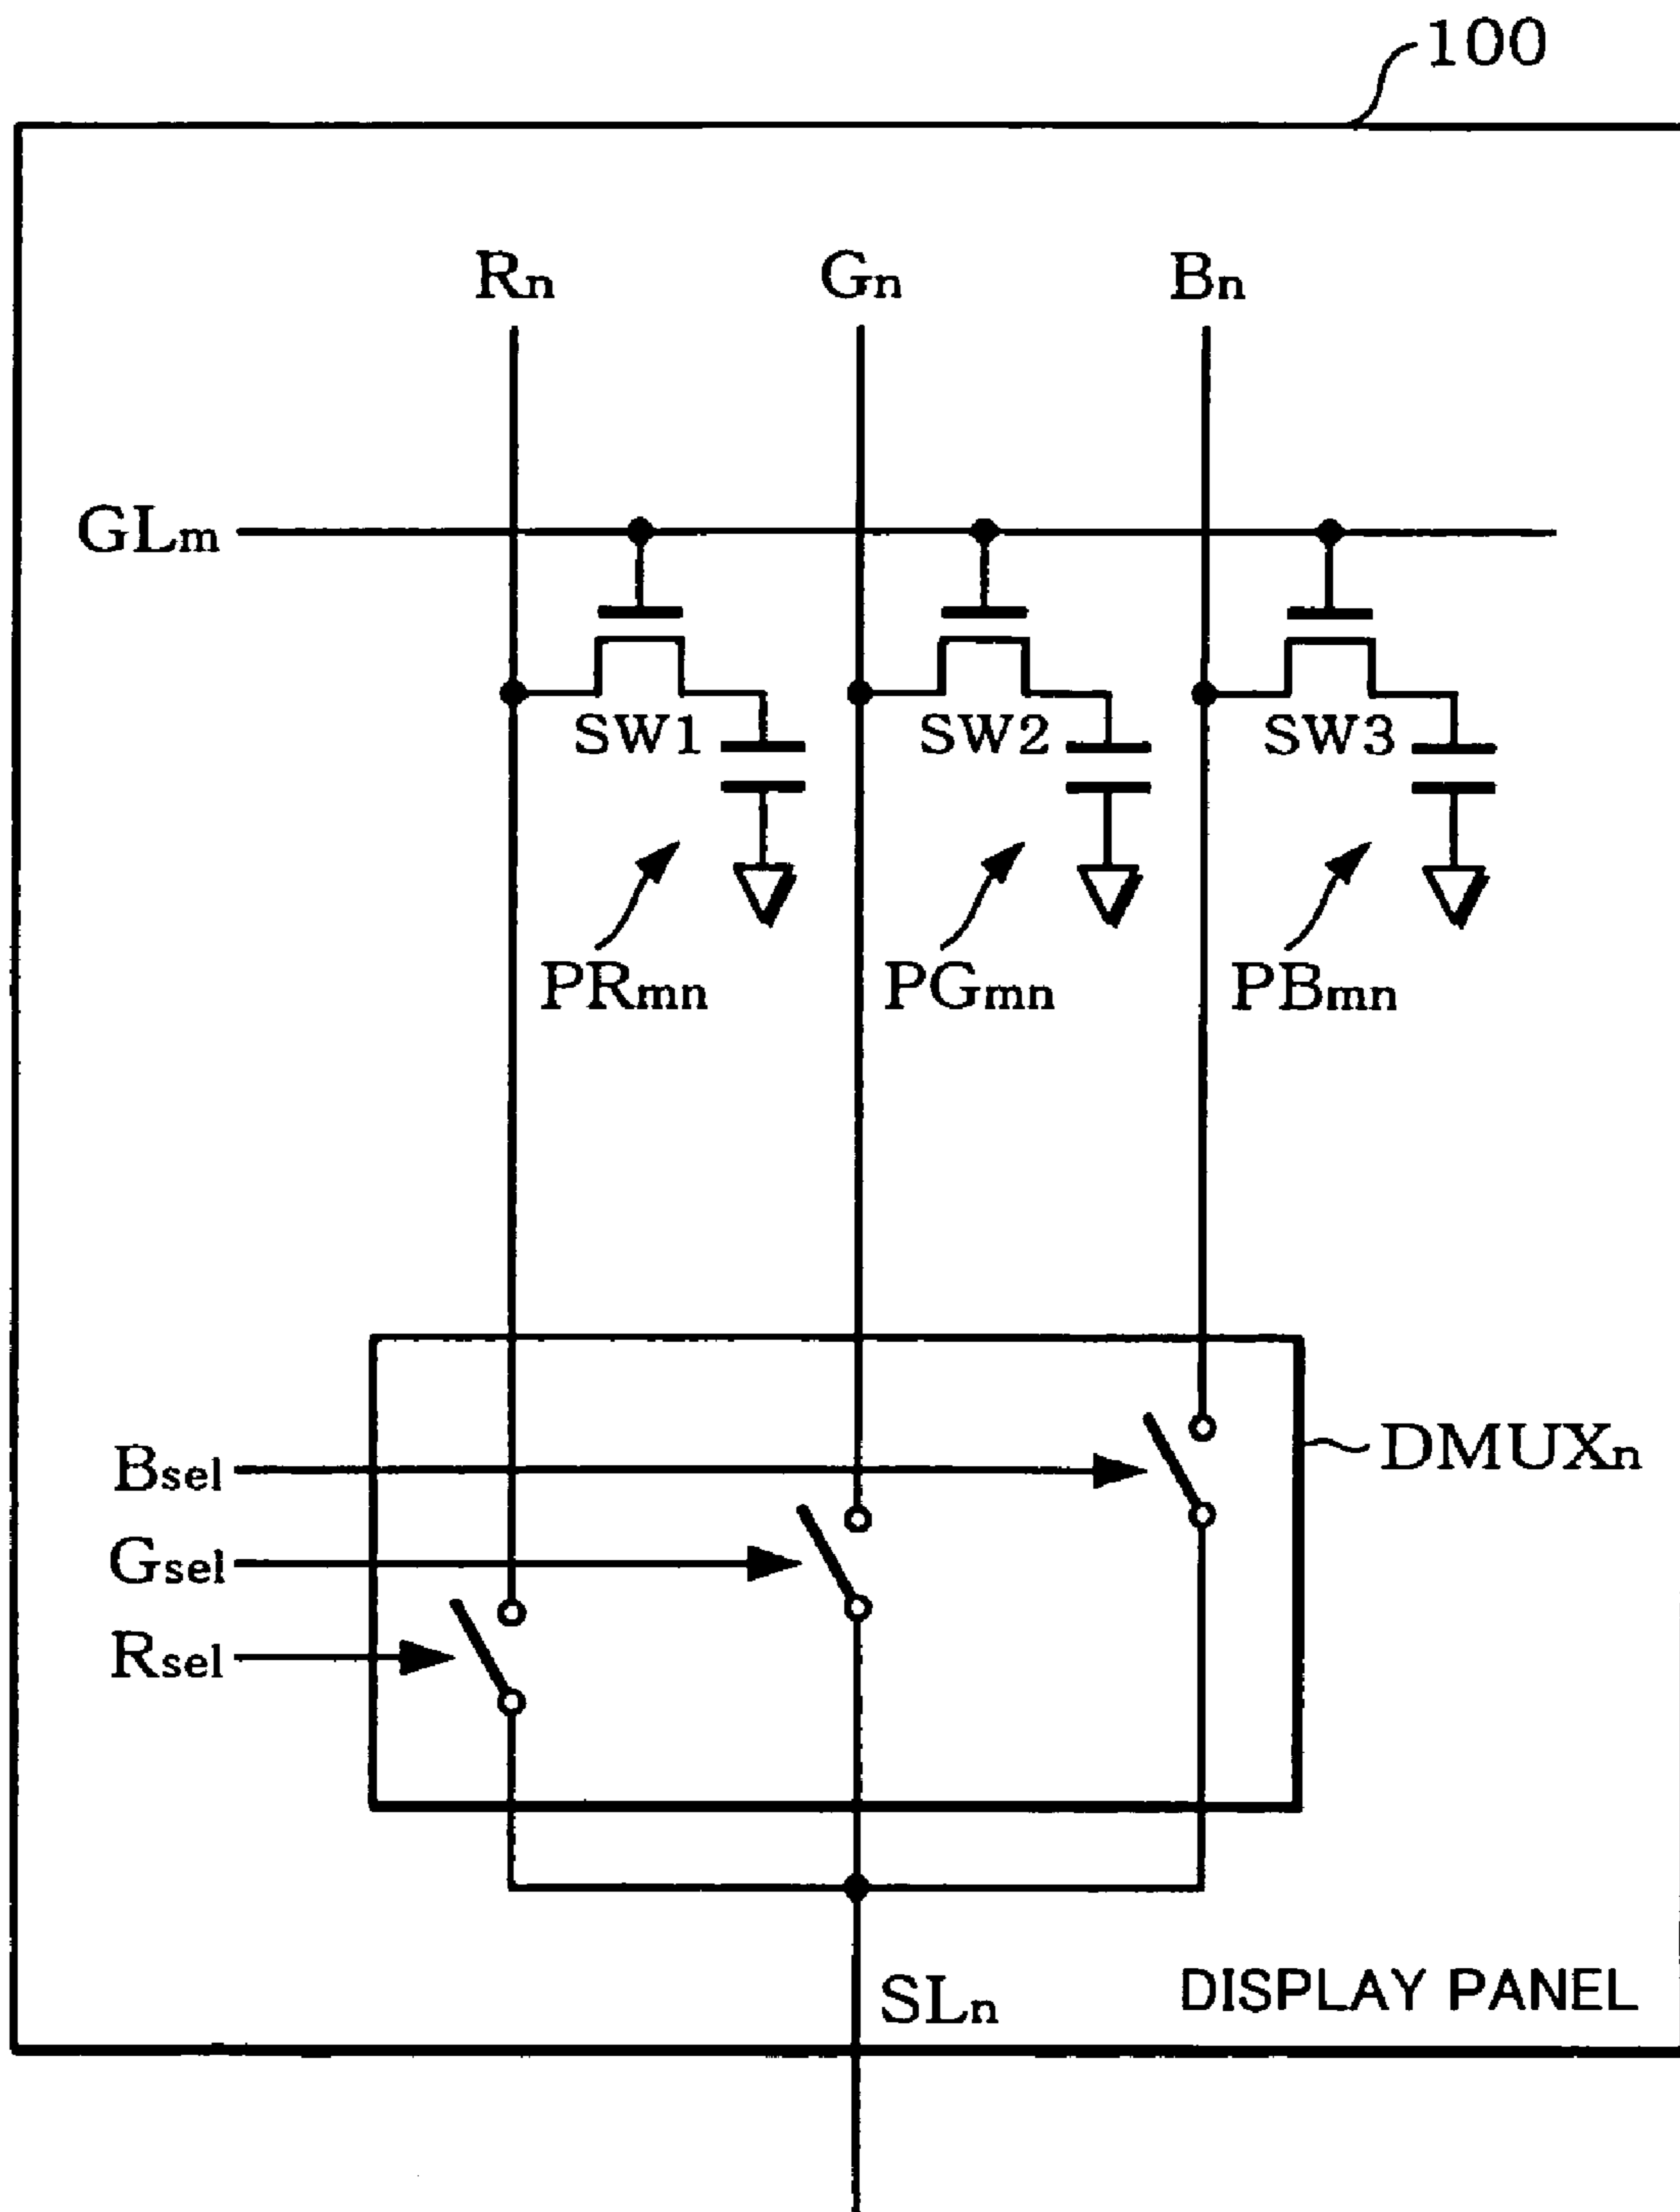 100
Rn Gn Bn
GLm
SW1 SW2 SW3
PRmn PGmn PBmn
Bsel
DMUXn
Gsel
Rsel
SLn
DISPLAY PANEL